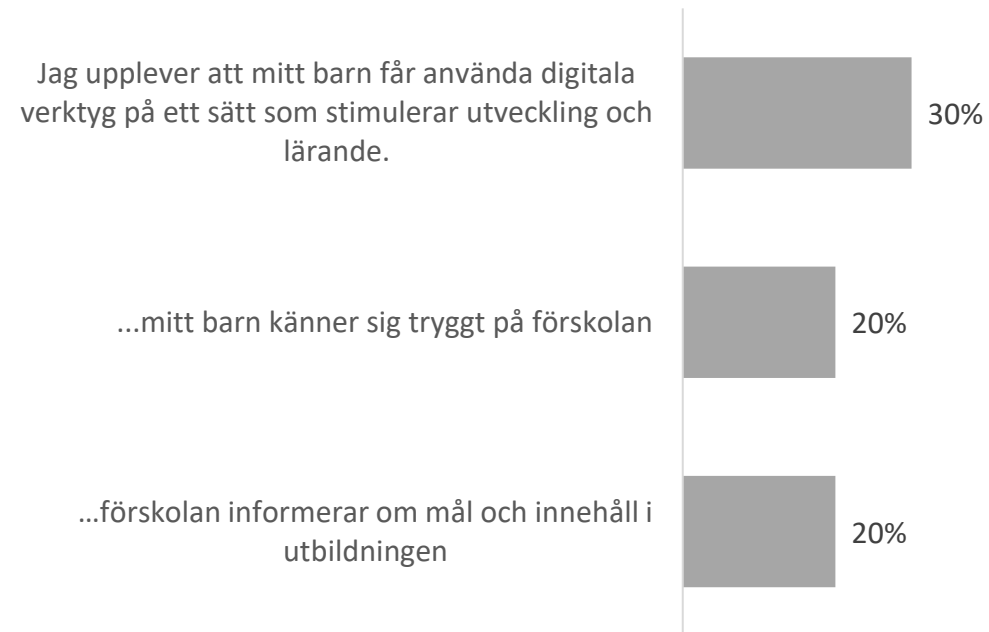 Jag upplever att mitt barn får använda digitala
verktyg på ett sätt som stimulerar utveckling och
lärande.
30%
...mitt barn känner sig tryggt på förskolan
20%
…förskolan informerar om mål och innehåll i
utbildningen
20%